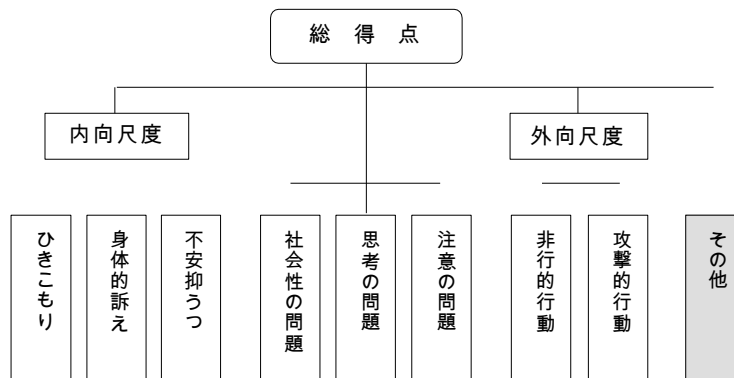 総得点
内向尺度
外向尺度
ひきこもり
身体的訴え
不安抑うつ
社会性の問題
思考の問題
注意の問題
非行的行動
攻撃的行動
その他